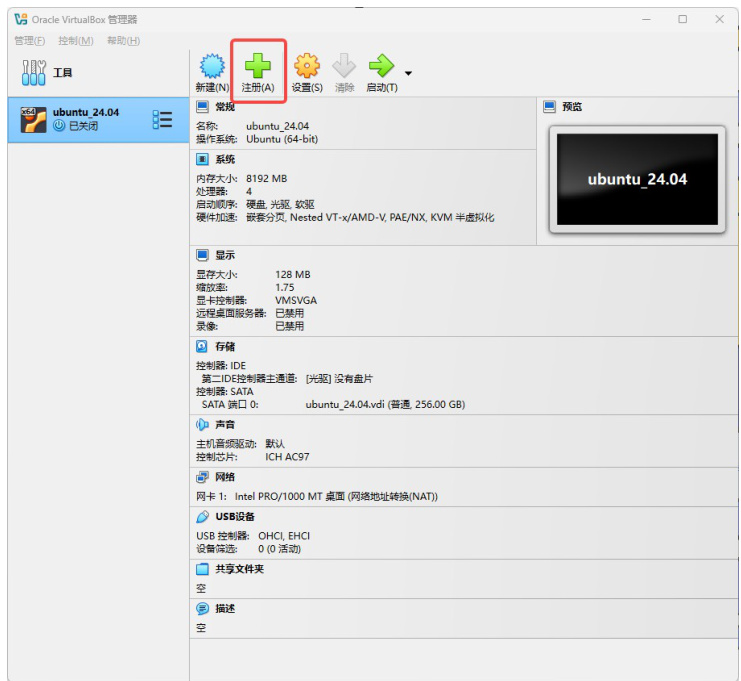 Oracle VirtualBox 管理器
管理(F) 控制(M) 帮助(H)
工具
新建(N) 注册(A) 设置(S) 清除 启动(T)
ubuntu_24.04
已关闭
常规
名称: ubuntu_24.04
操作系统: Ubuntu (64-bit)
预览
ubuntu_24.04
系统
内存大小: 8192 MB
处理器: 4
启动顺序: 硬盘, 光驱, 软驱
硬件加速: 嵌套分页, Nested VT-x/AMD-V, PAE/NX, KVM 半虚拟化
显示
显存大小: 128 MB
缩放率: 1.75
显卡控制器: VMSVGA
远程桌面服务器: 已禁用
录像: 已禁用
存储
控制器: IDE
第二IDE控制器主通道: [光驱] 没有盘片
控制器: SATA
SATA 端口 0: ubuntu_24.04.vdi (普通, 256.00 GB)
声音
主机音频驱动: 默认
控制芯片: ICH AC97
网络
网卡 1: Intel PRO/1000 MT 桌面 (网络地址转换(NAT))
USB设备
USB 控制器: OHCI, EHCI
设备筛选: 0 (0 活动)
共享文件夹
空
描述
空